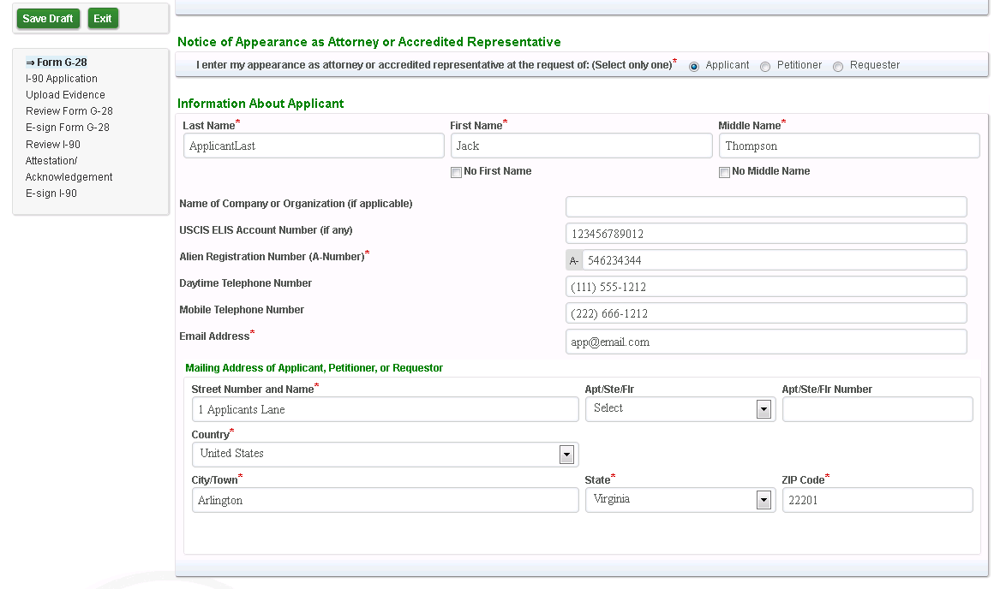 Save Draft Exit
⇒ Form G-28
I-90 Application
Upload Evidence
Review Form G-28
E-sign Form G-28
Review I-90
Attestation/
Acknowledgement
E-sign I-90
Notice of Appearance as Attorney or Accredited Representative
I enter my appearance as attorney or accredited representative at the request of: (Select only one)* Applicant Petitioner Requester
Information About Applicant
Last Name* First Name* Middle Name*
ApplicantLast Jack Thompson
No First Name No Middle Name
Name of Company or Organization (if applicable)
USCIS ELIS Account Number (if any) 123456789012
Alien Registration Number (A-Number)* A- 546234344
Daytime Telephone Number (111) 555-1212
Mobile Telephone Number (222) 666-1212
Email Address* app@email.com
Mailing Address of Applicant, Petitioner, or Requestor
Street Number and Name* Apt/Ste/Flr Apt/Ste/Flr Number
1 Applicants Lane Select
Country*
United States
City/Town* State* ZIP Code*
Arlington Virginia 22201